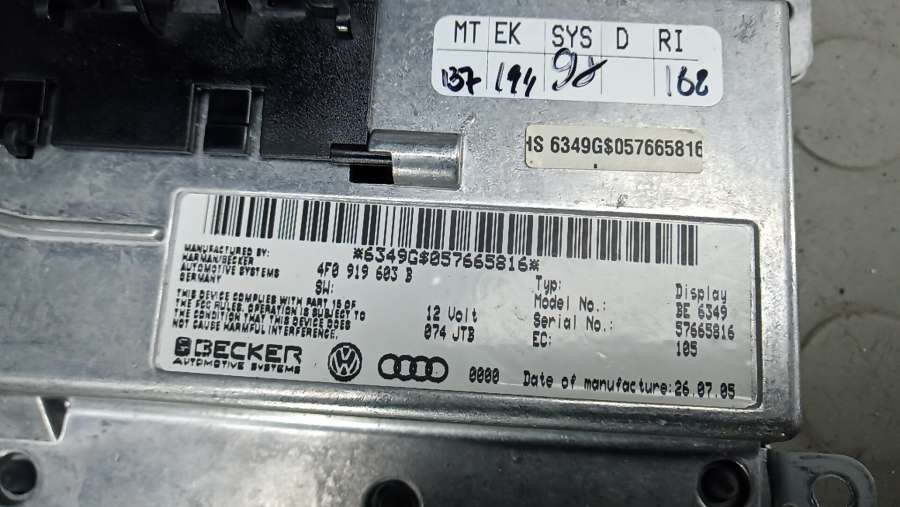 MT EK SYS D RI
137 194 98 162
HS 6349G$057665816
*6349G$057665816*
MANUFACTURED BY:
HARMAN/BECKER
AUTOMOTIVE SYSTEMS
GERMANY
4F0 919 603 B
SW:
THIS DEVICE COMPLIES WITH PART 15 OF
THE FCC RULES. OPERATION IS SUBJECT TO
THE CONDITION THAT THIS DEVICE DOES
NOT CAUSE HARMFUL INTERFERENCE.
12 Volt
074 JTB
Typ: Display
Model No.: BE 6349
Serial No.: 57665816
EC: 105
BECKER
AUTOMOTIVE SYSTEMS
0000 Date of manufacture:26.07.05